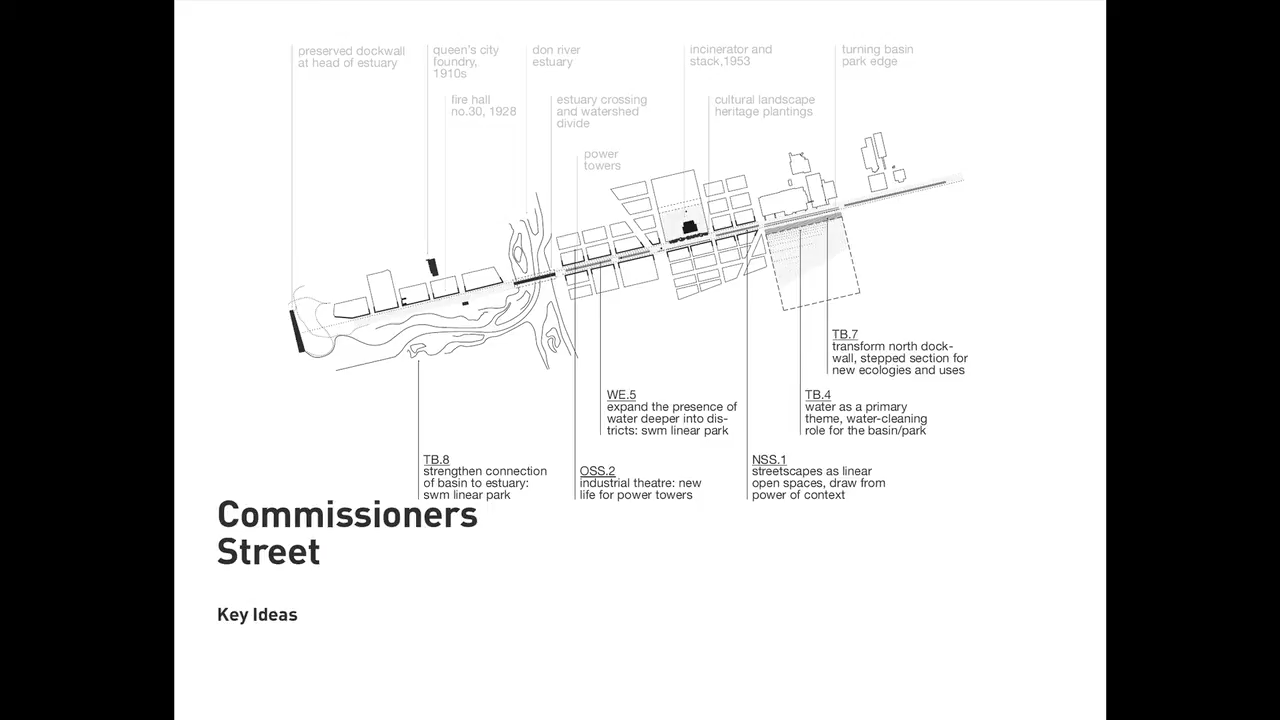 preserved dockwall
at head of estuary
queen's city
foundry,
1910s
don river
estuary
incinerator and
stack,1953
turning basin
park edge
fire hall
no.30, 1928
estuary crossing
and watershed
divide
cultural landscape
heritage plantings
power
towers
TB.7
transform north dock-
wall, stepped section for
new ecologies and uses
WE.5
expand the presence of
water deeper into dis-
tricts: swm linear park
TB.4
water as a primary
theme, water-cleaning
role for the basin/park
TB.8
strengthen connection
of basin to estuary:
swm linear park
OSS.2
industrial theatre: new
life for power towers
NSS.1
streetscapes as linear
open spaces, draw from
power of context
Commissioners
Street
Key Ideas